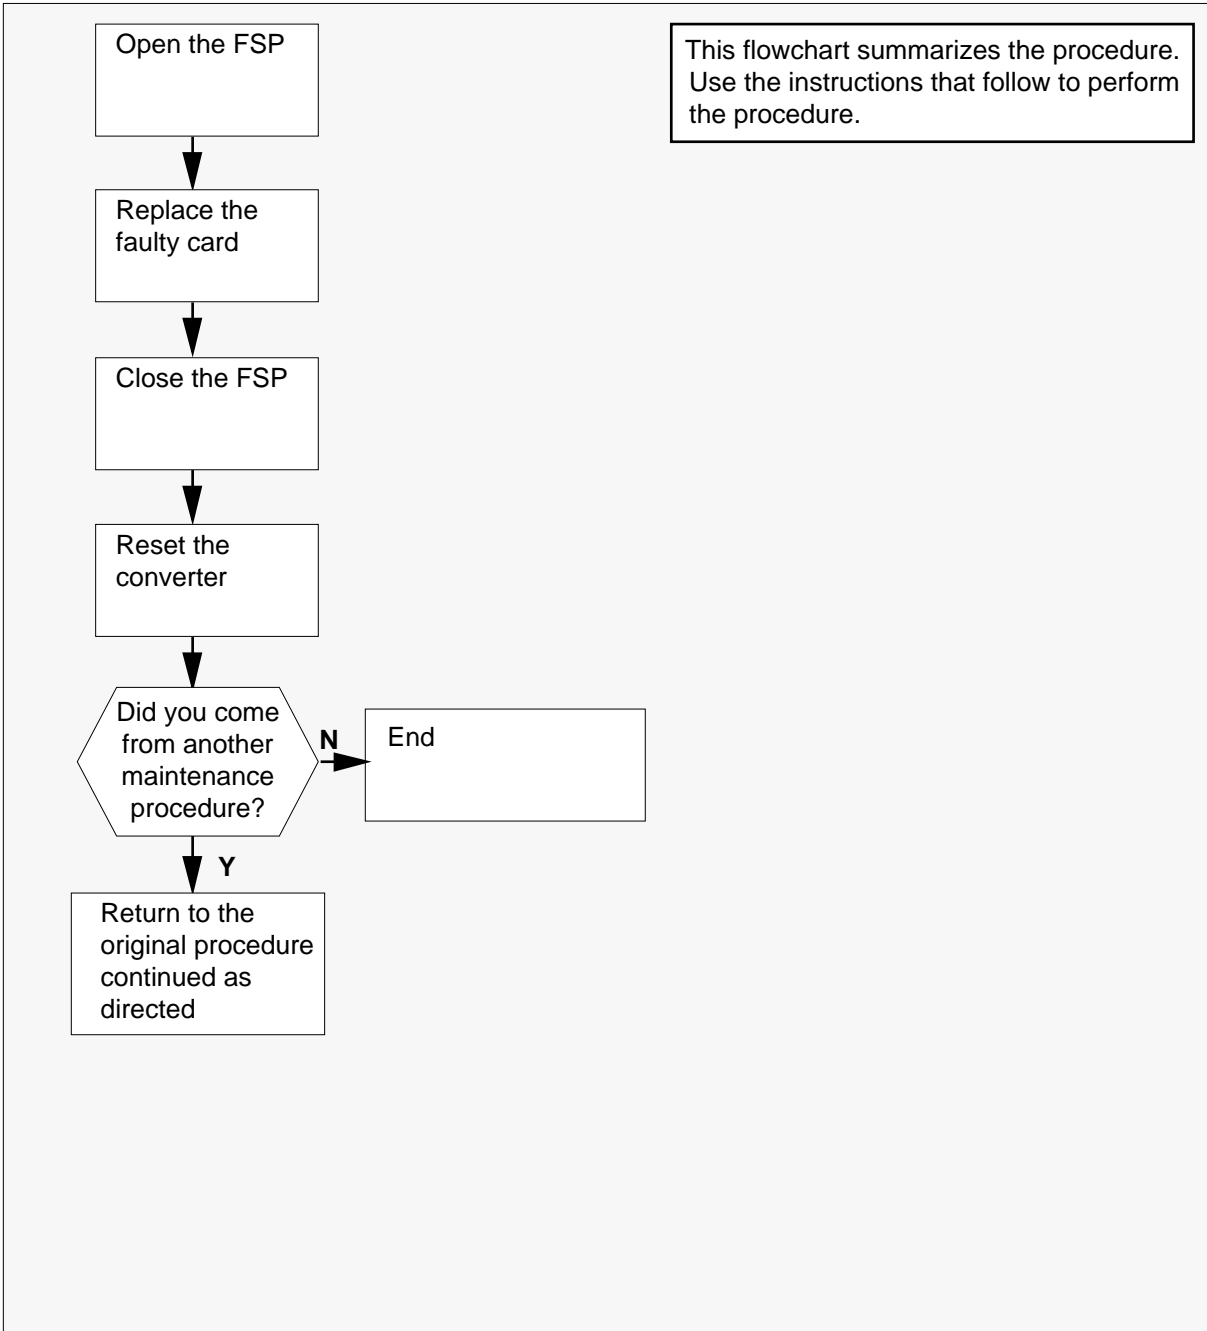 Open the FSP
This flowchart summarizes the procedure.
Use the instructions that follow to perform
the procedure.
Replace the
faulty card
Close the FSP
Reset the
converter
Did you come
from another
maintenance
procedure?
N
End
Y
Return to the
original procedure
continued as
directed